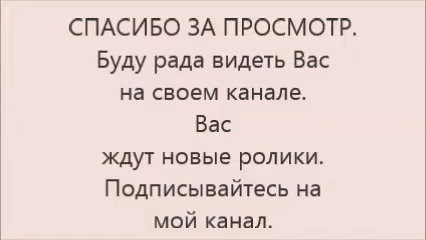 СПАСИБО ЗА ПРОСМОТР.
Буду рада видеть Вас
на своем канале.
Вас
ждут новые ролики.
Подписывайтесь на
мой канал.